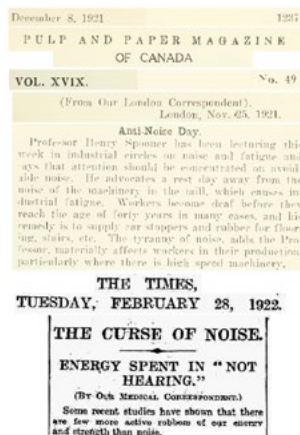 December 8, 1921 1237
PULP AND PAPER MAGAZINE
OF CANADA
VOL. XVIX. No. 49
(From Our London Correspondent).
London, Nov. 25, 1921.
Anti-Noise Day.
Professor Henry Spooner has been lecturing this
week in industrial circles on noise and fatigue and
says that attention should be concentrated on avoid-
able noise. He advocates a rest day away from the
noise of the machinery in the mill, which causes in-
dustrial fatigue. Workers become deaf before they
reach the age of forty years in many cases, and his
remedy is to supply ear stoppers and rubber for floor-
ing, stairs, etc. The tyranny of noise, adds the Pro-
fessor, materially affects workers in their production
particularly where there is high speed machinery.
THE TIMES,
TUESDAY, FEBRUARY 28, 1922.
THE CURSE OF NOISE.
ENERGY SPENT IN "NOT
HEARING."
(By Our Medical Correspondent.)
Some recent studies have shown that there
are few more active robbers of our energy
and strength than noise.